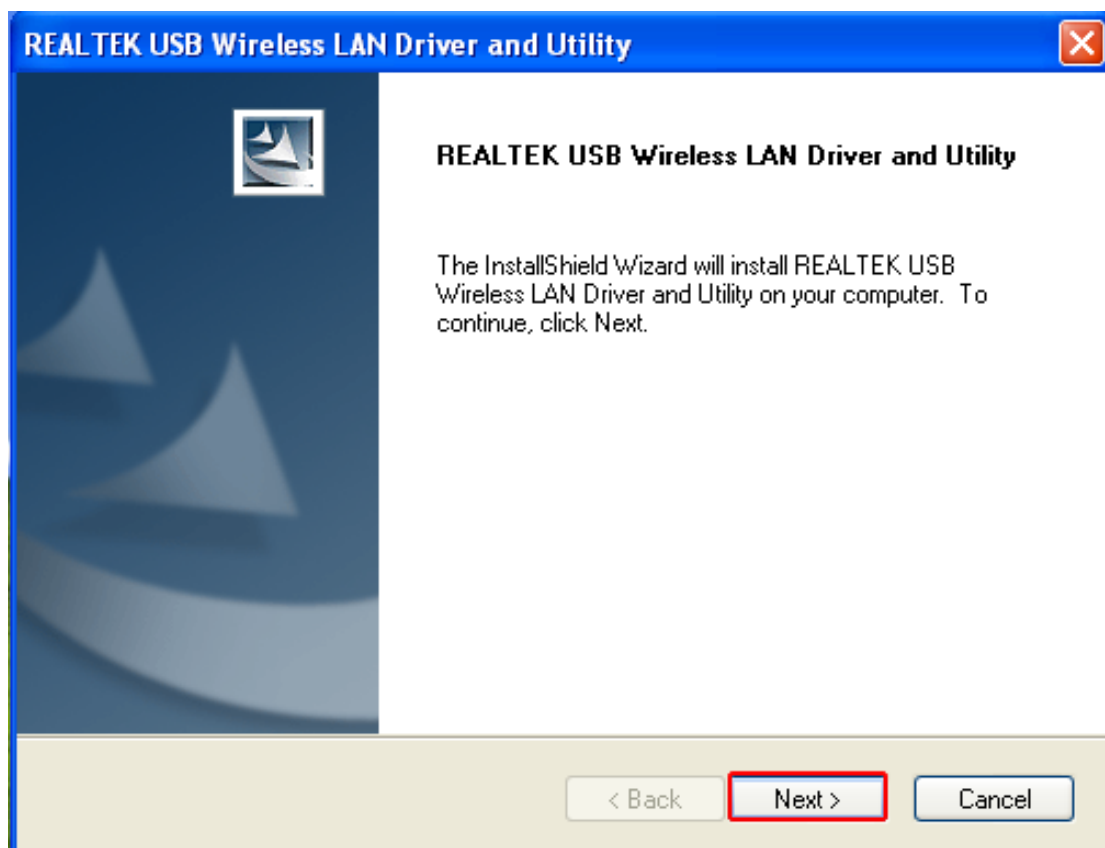 REALTEK USB Wireless LAN Driver and Utility
REALTEK USB Wireless LAN Driver and Utility
The InstallShield Wizard will install REALTEK USB
Wireless LAN Driver and Utility on your computer.  To
continue, click Next.
< Back
Next >
Cancel